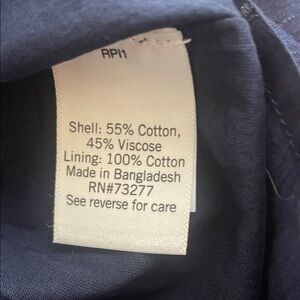 RPI1
Shell: 55% Cotton,
45% Viscose
Lining: 100% Cotton
Made in Bangladesh
RN#73277
See reverse for care